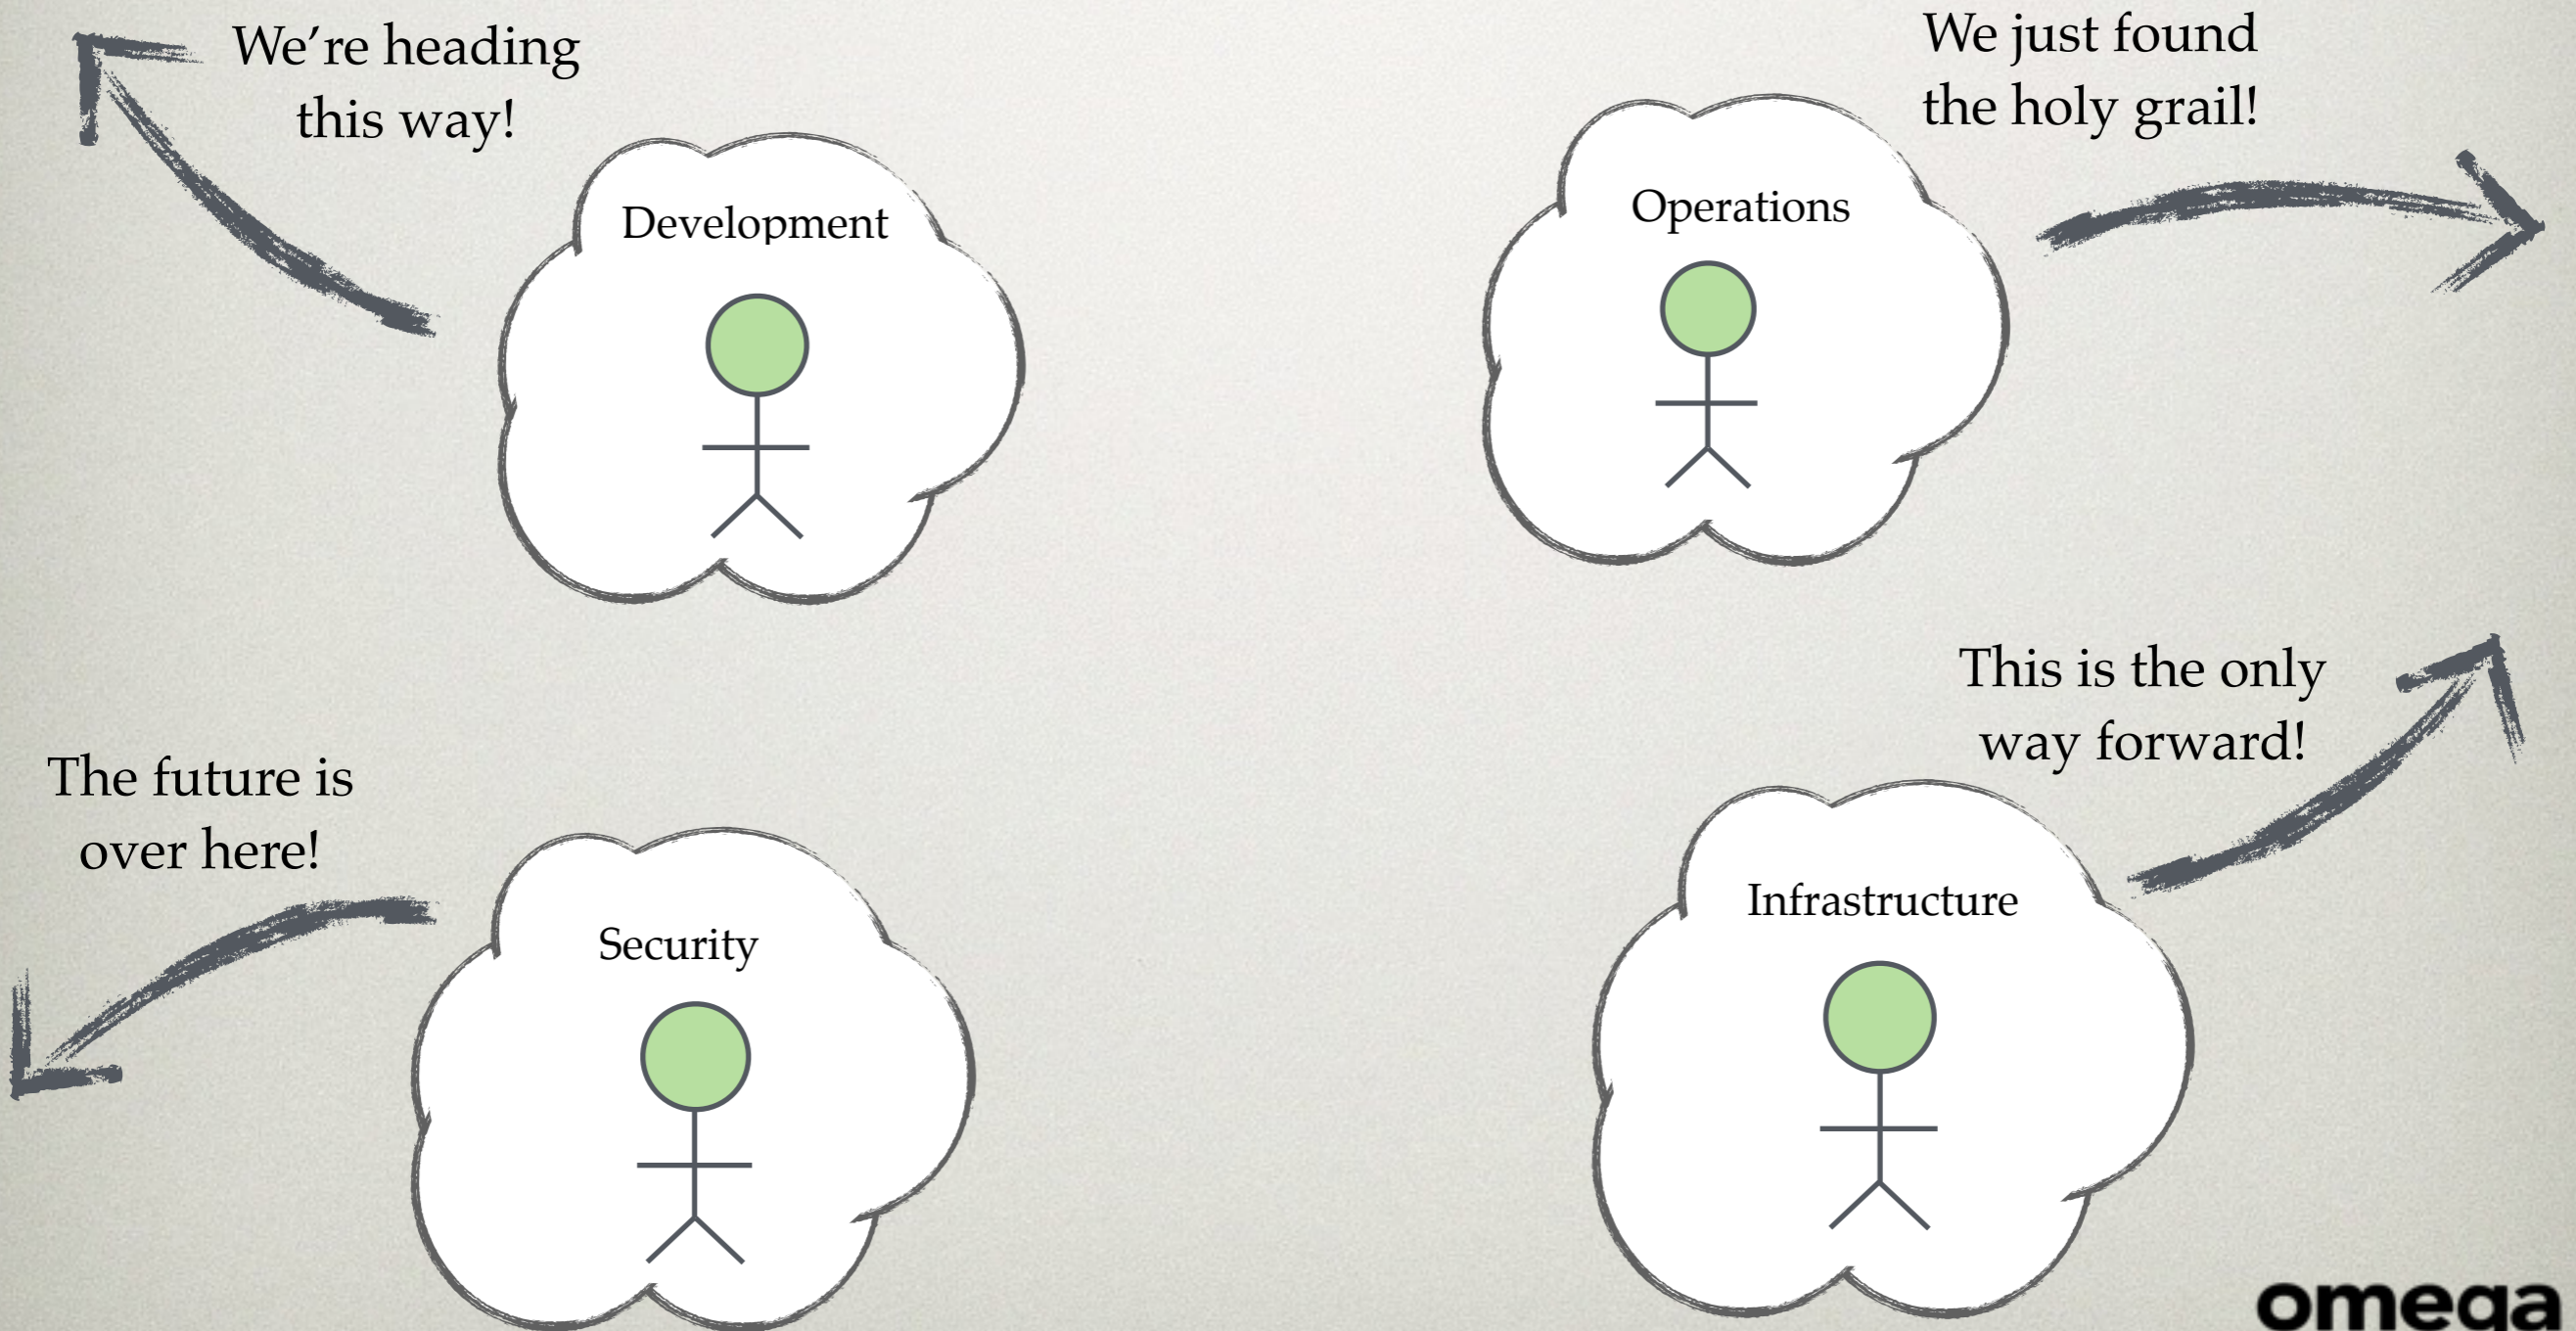 We're heading
this way!
Development
We just found
the holy grail!
Operations
The future is
over here!
Security
This is the only
way forward!
Infrastructure
omega